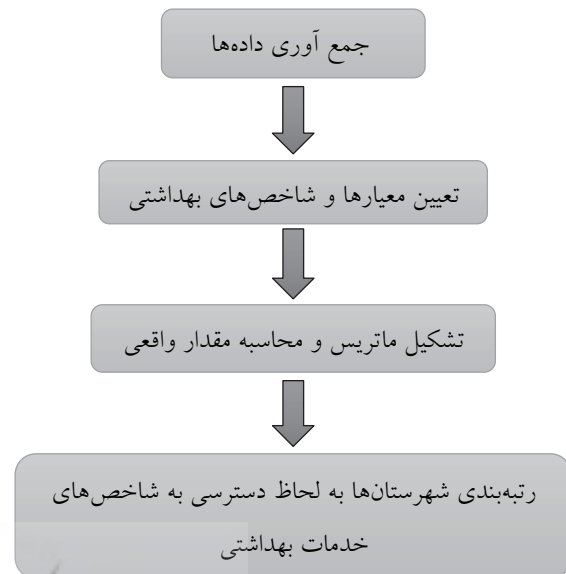 جمع آوری داده‌ها
تعیین معیارها و شاخص‌های بهداشتی
تشکیل ماتریس و محاسبه مقدار واقعی
رتبه‌بندی شهرستان‌ها به لحاظ دسترسی به شاخص‌های
خدمات بهداشتی